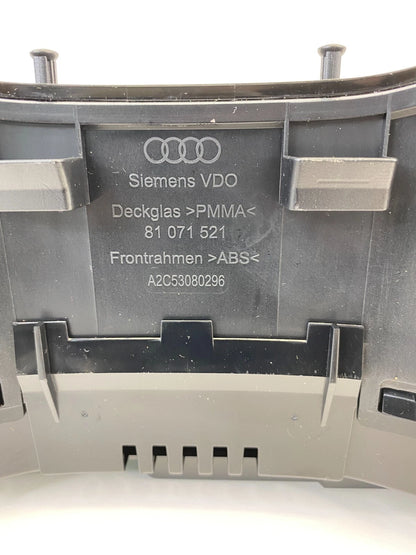 Siemens VDO
Deckglas >PMMA<
81 071 521
Frontrahmen >ABS<
A2C53080296